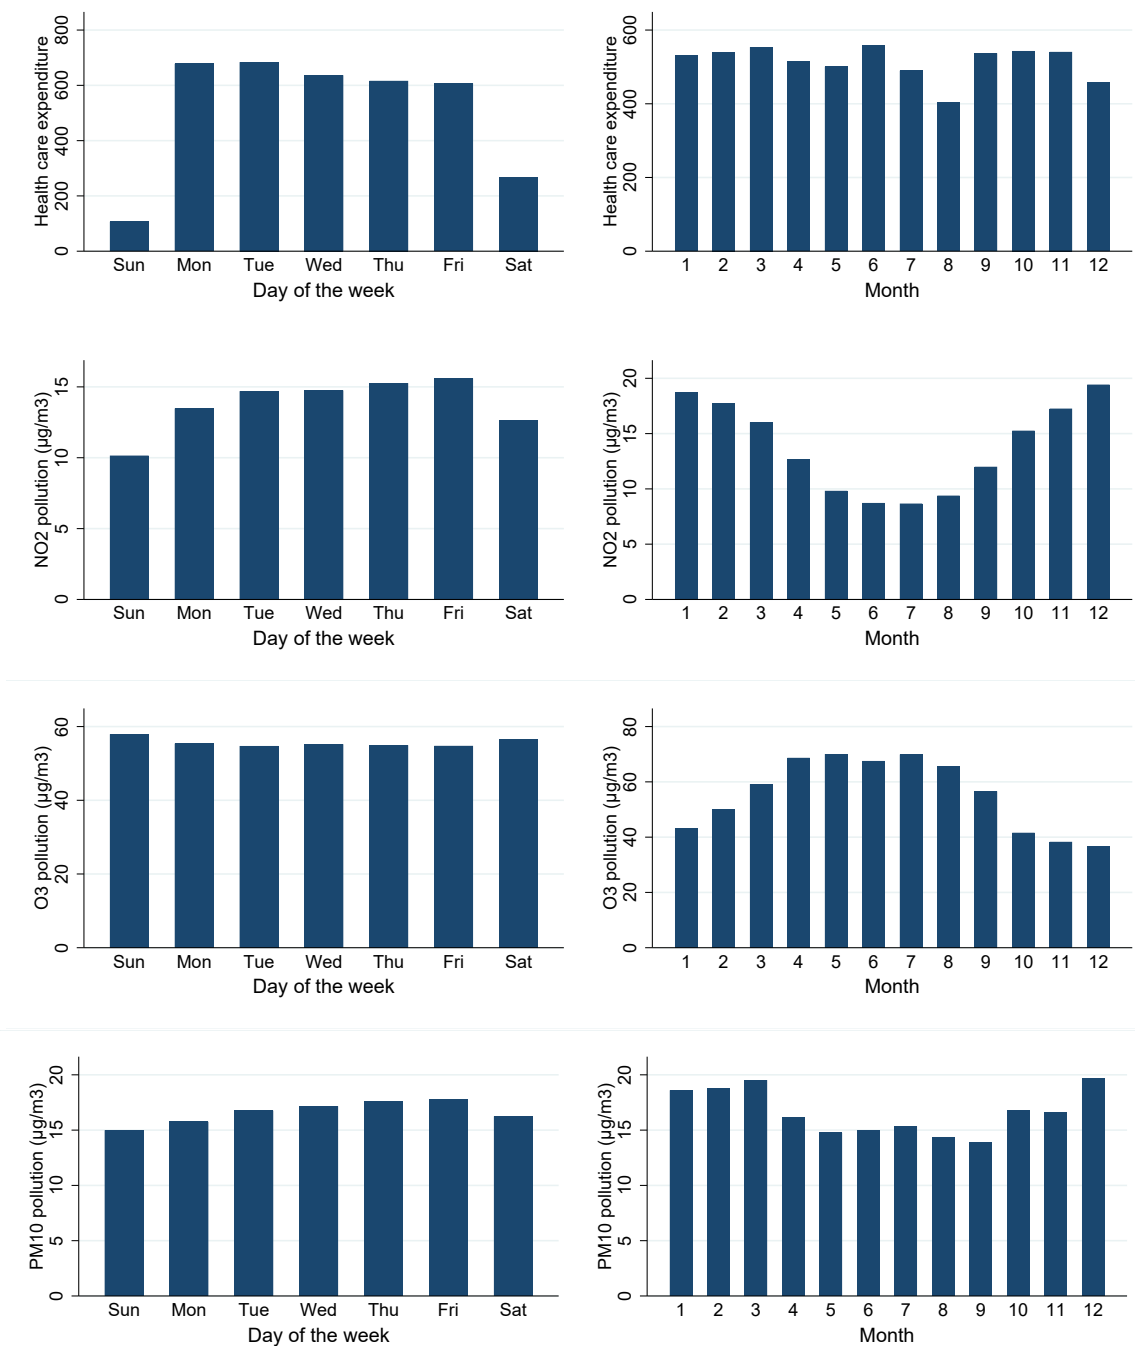 Health care expenditure
800
600
400
200
0
Sun Mon Tue Wed Thu Fri Sat
Day of the week
Health care expenditure
600
400
200
0
1 2 3 4 5 6 7 8 9 10 11 12
Month
NO2 pollution (µg/m3)
15
10
5
0
Sun Mon Tue Wed Thu Fri Sat
Day of the week
NO2 pollution (µg/m3)
20
15
10
5
0
1 2 3 4 5 6 7 8 9 10 11 12
Month
O3 pollution (µg/m3)
60
40
20
0
Sun Mon Tue Wed Thu Fri Sat
Day of the week
O3 pollution (µg/m3)
80
60
40
20
0
1 2 3 4 5 6 7 8 9 10 11 12
Month
PM10 pollution (µg/m3)
20
15
10
5
0
Sun Mon Tue Wed Thu Fri Sat
Day of the week
PM10 pollution (µg/m3)
20
15
10
5
0
1 2 3 4 5 6 7 8 9 10 11 12
Month